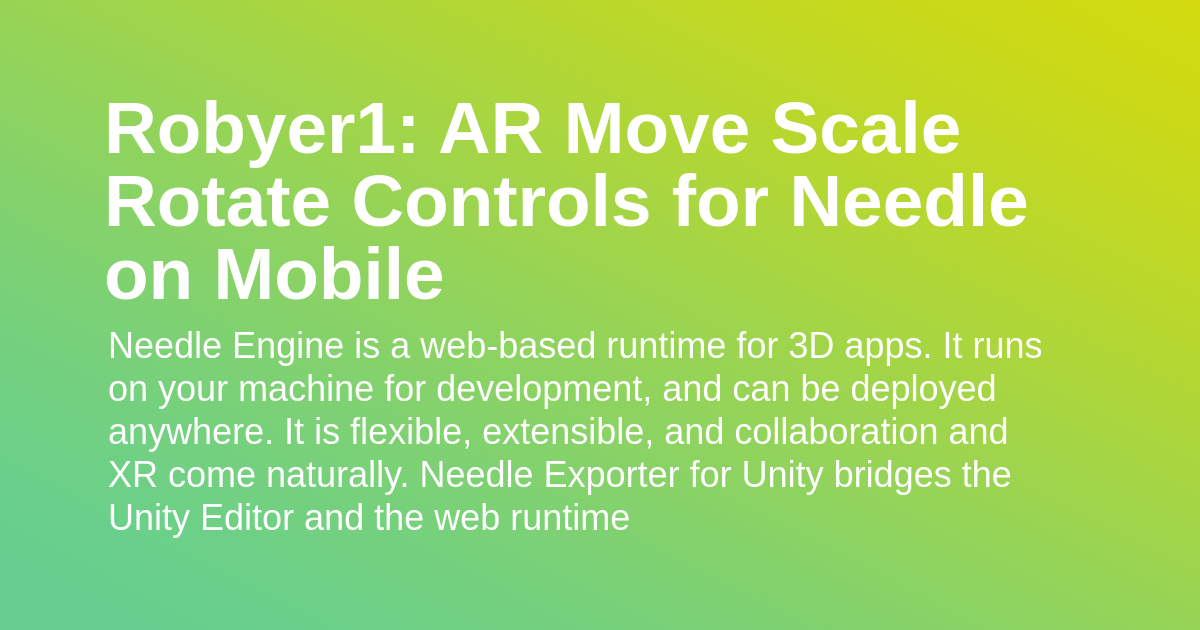 Robyer1: AR Move Scale
Rotate Controls for Needle
on Mobile
Needle Engine is a web-based runtime for 3D apps. It runs
on your machine for development, and can be deployed
anywhere. It is flexible, extensible, and collaboration and
XR come naturally. Needle Exporter for Unity bridges the
Unity Editor and the web runtime